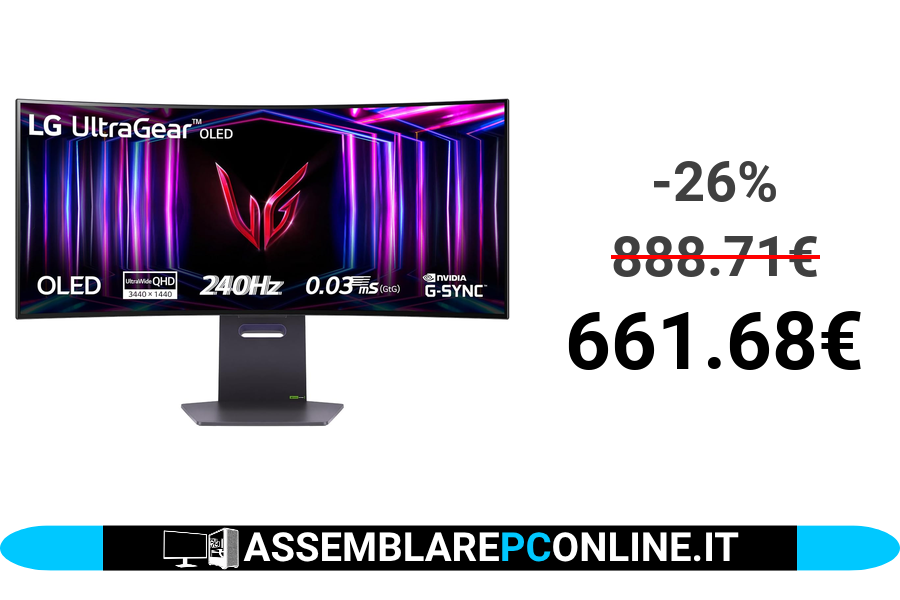 LG UltraGear™ OLED
OLED
UltraWide QHD
3440 × 1440
240Hz
0.03ms (GtG)
NVIDIA
G-SYNC
-26%
888.71€
661.68€
ASSEMBLAREPCONLINE.IT